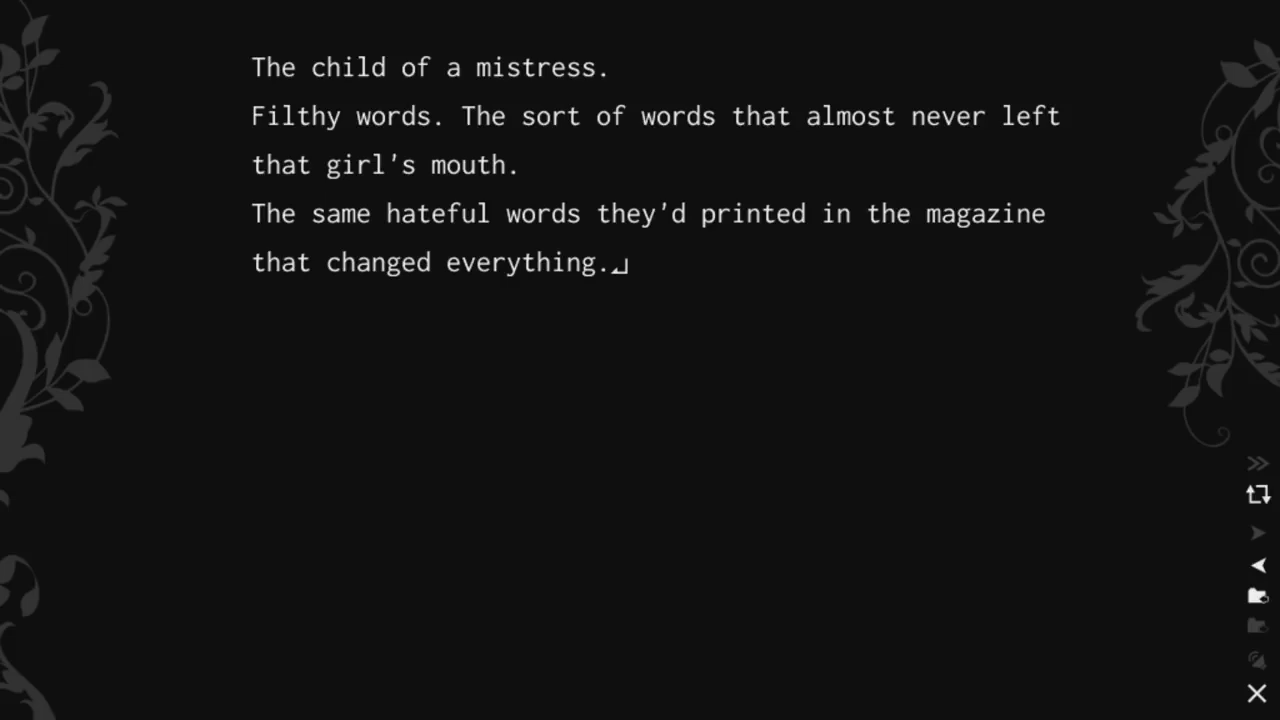 The child of a mistress.
Filthy words. The sort of words that almost never left
that girl's mouth.
The same hateful words they'd printed in the magazine
that changed everything.